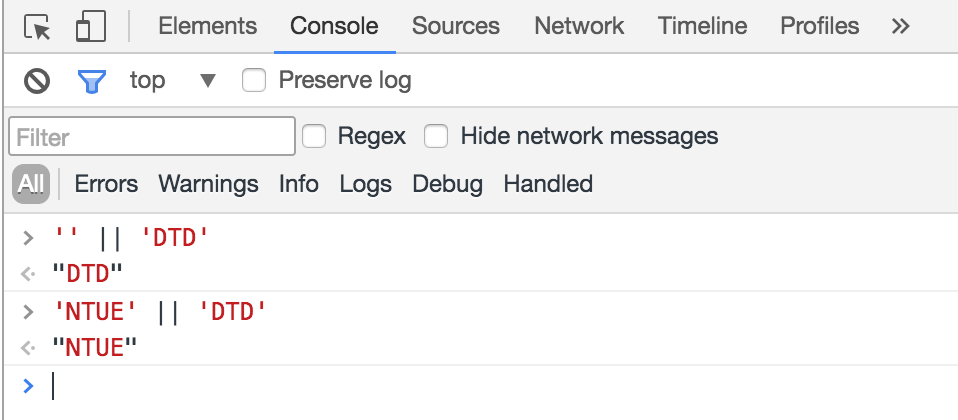 Elements Console Sources Network Timeline Profiles »
top ▼ Preserve log
Filter Regex Hide network messages
All Errors Warnings Info Logs Debug Handled
> '' || 'DTD'
<· "DTD"
> 'NTUE' || 'DTD'
<· "NTUE"
>